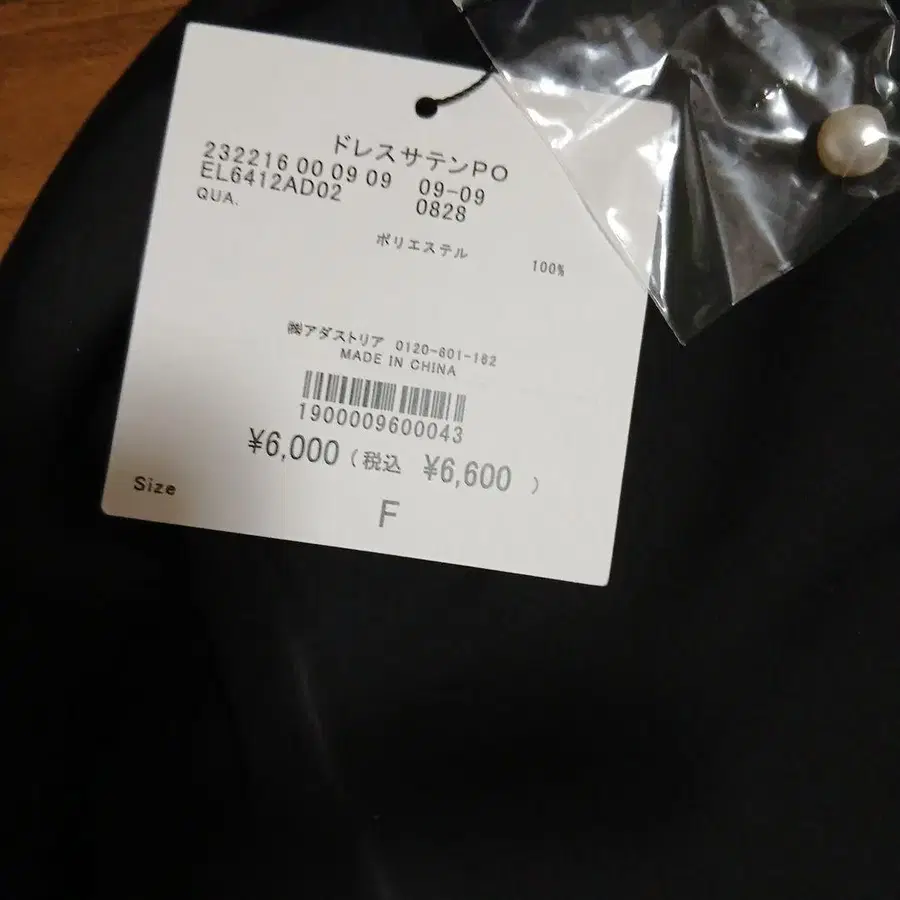 ドレスサテンPO
232216 00 09 09 09-09
EL6412AD02 0828
QUA.
ポリエステル 100%
㈱アダストリア 0120-601-162
MADE IN CHINA
1900009600043
¥6,000 ( 税込 ¥6,600 )
Size F